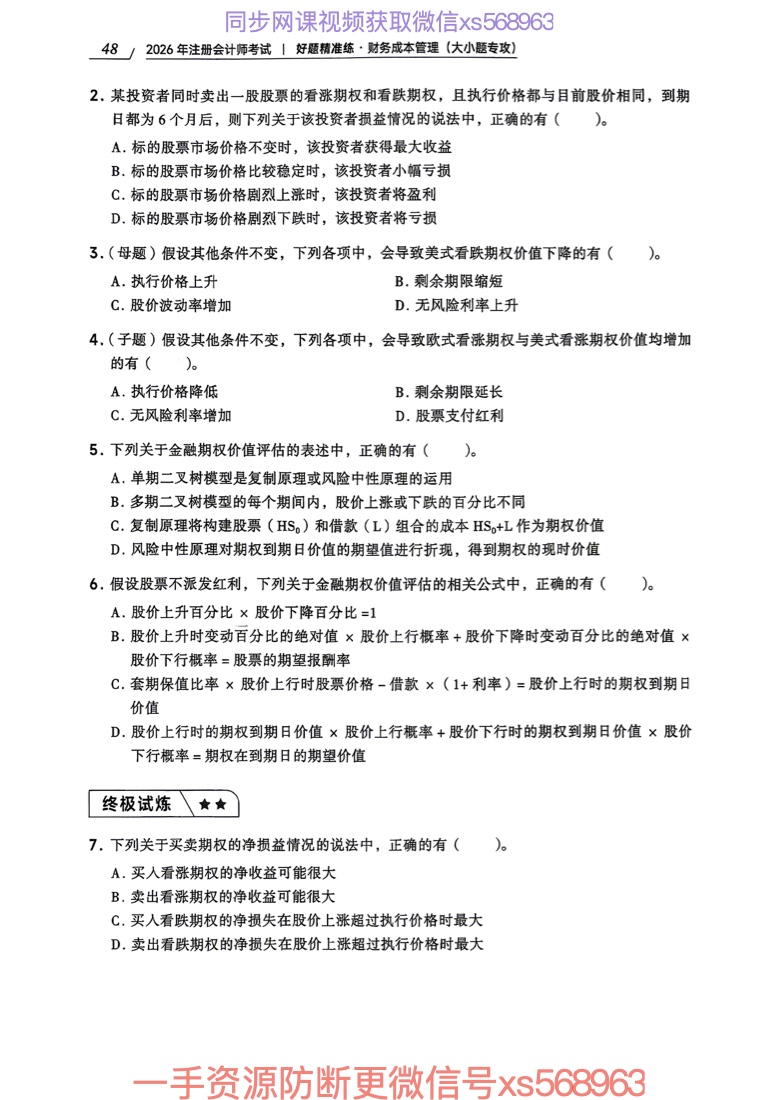 同步网课视频获取微信xs568963
48 2026年注册会计师考试 | 好题精准练·财务成本管理（大小题专攻）
2. 某投资者同时卖出一股股票的看涨期权和看跌期权，且执行价格都与目前股价相同，到期
日都为6个月后，则下列关于该投资者损益情况的说法中，正确的有（　　）。
A. 标的股票市场价格不变时，该投资者获得最大收益
B. 标的股票市场价格比较稳定时，该投资者小幅亏损
C. 标的股票市场价格剧烈上涨时，该投资者将盈利
D. 标的股票市场价格剧烈下跌时，该投资者将亏损
3.（母题）假设其他条件不变，下列各项中，会导致美式看跌期权价值下降的有（　　）。
A. 执行价格上升　　B. 剩余期限缩短
C. 股价波动率增加　　D. 无风险利率上升
4.（子题）假设其他条件不变，下列各项中，会导致欧式看涨期权与美式看涨期权价值均增加
的有（　　）。
A. 执行价格降低　　B. 剩余期限延长
C. 无风险利率增加　　D. 股票支付红利
5. 下列关于金融期权价值评估的表述中，正确的有（　　）。
A. 单期二叉树模型是复制原理或风险中性原理的运用
B. 多期二叉树模型的每个期间内，股价上涨或下跌的百分比不同
C. 复制原理将构建股票（HS₀）和借款（L）组合的成本 HS₀+L 作为期权价值
D. 风险中性原理对期权到期日价值的期望值进行折现，得到期权的现时价值
6. 假设股票不派发红利，下列关于金融期权价值评估的相关公式中，正确的有（　　）。
A. 股价上升百分比 × 股价下降百分比 =1
B. 股价上升时变动百分比的绝对值 × 股价上行概率 + 股价下降时变动百分比的绝对值 ×
股价下行概率 = 股票的期望报酬率
C. 套期保值比率 × 股价上行时股票价格 – 借款 ×（1+ 利率）= 股价上行时的期权到期日
价值
D. 股价上行时的期权到期日价值 × 股价上行概率 + 股价下行时的期权到期日价值 × 股价
下行概率 = 期权在到期日的期望价值
终极试炼 ★★
7. 下列关于买卖期权的净损益情况的说法中，正确的有（　　）。
A. 买入看涨期权的净收益可能很大
B. 卖出看涨期权的净收益可能很大
C. 买入看跌期权的净损失在股价上涨超过执行价格时最大
D. 卖出看跌期权的净损失在股价上涨超过执行价格时最大
一手资源防断更微信号xs568963